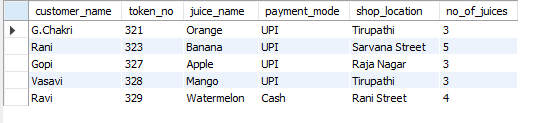 customer_name token_no juice_name payment_mode shop_location no_of_juices
G.Chakri 321 Orange UPI Tirupathi 3
Rani 323 Banana UPI Sarvana Street 5
Gopi 327 Apple UPI Raja Nagar 3
Vasavi 328 Mango UPI Tirupathi 3
Ravi 329 Watermelon Cash Rani Street 4